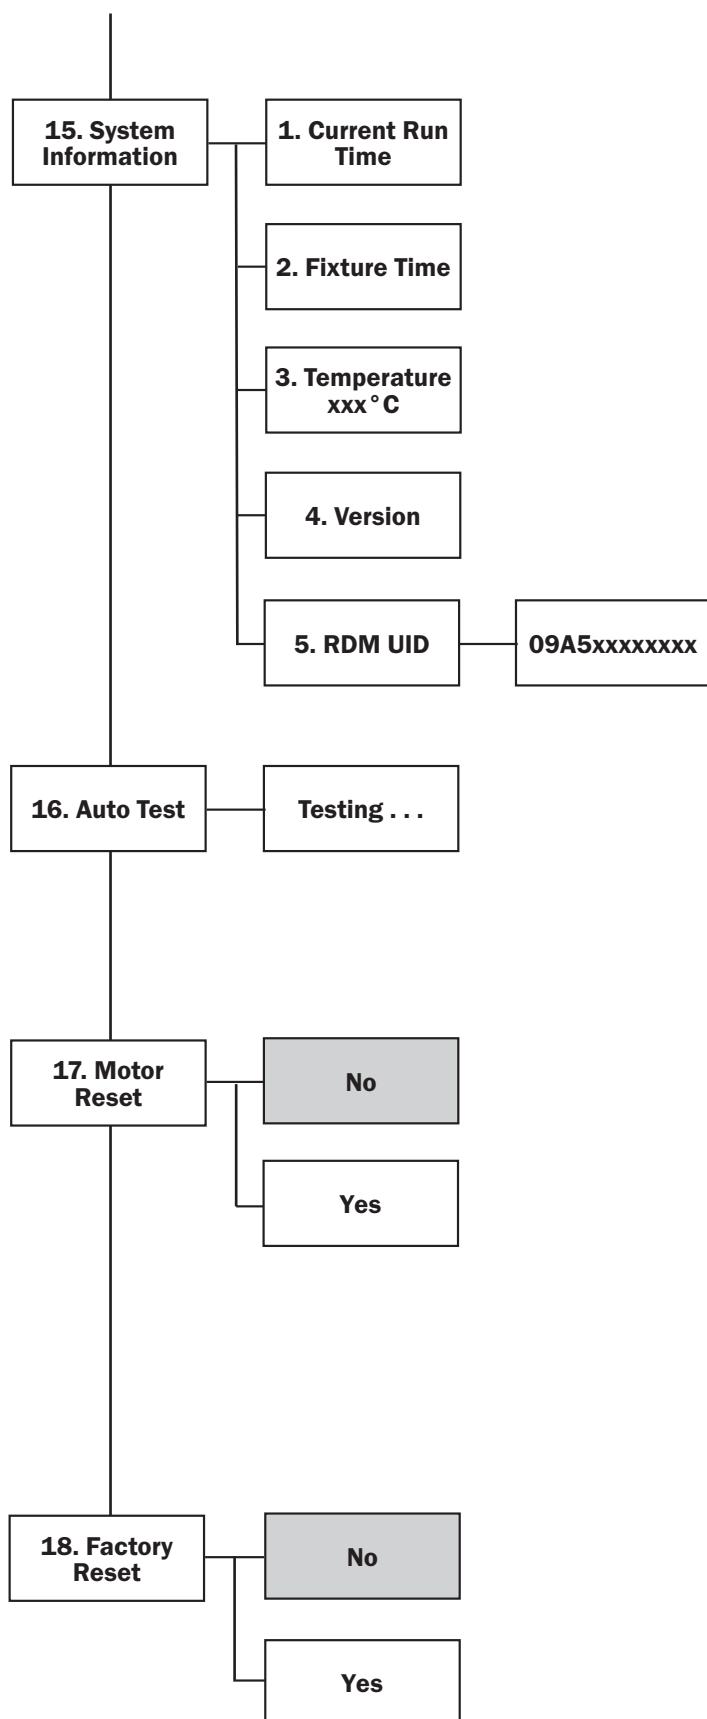 15. System
Information
1. Current Run
Time
2. Fixture Time
3. Temperature
xxx°C
4. Version
5. RDM UID
09A5xxxxxxxx
16. Auto Test
Testing . . .
17. Motor
Reset
No
Yes
18. Factory
Reset
No
Yes